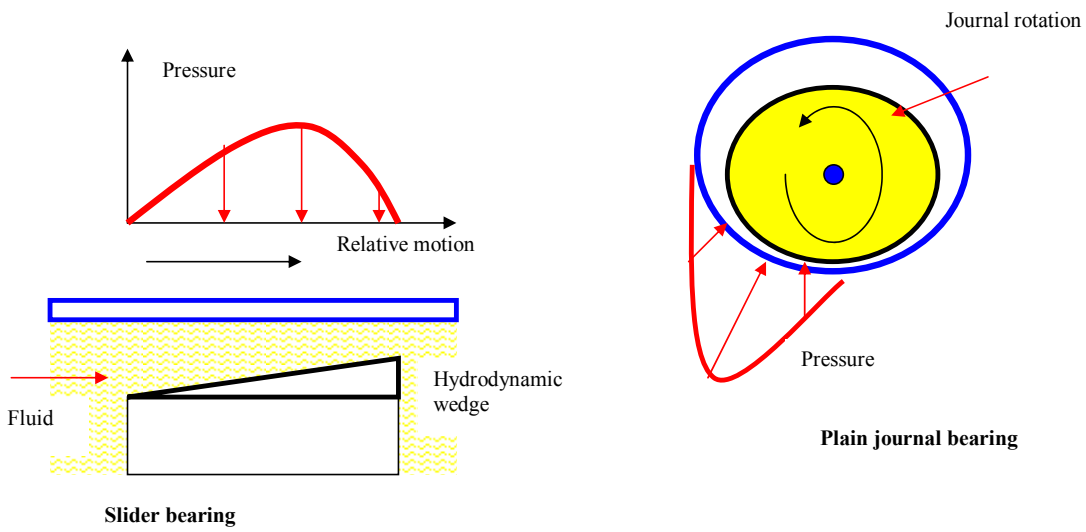 Pressure
Relative motion
Fluid
Hydrodynamic
wedge
Slider bearing
Journal rotation
Pressure
Plain journal bearing